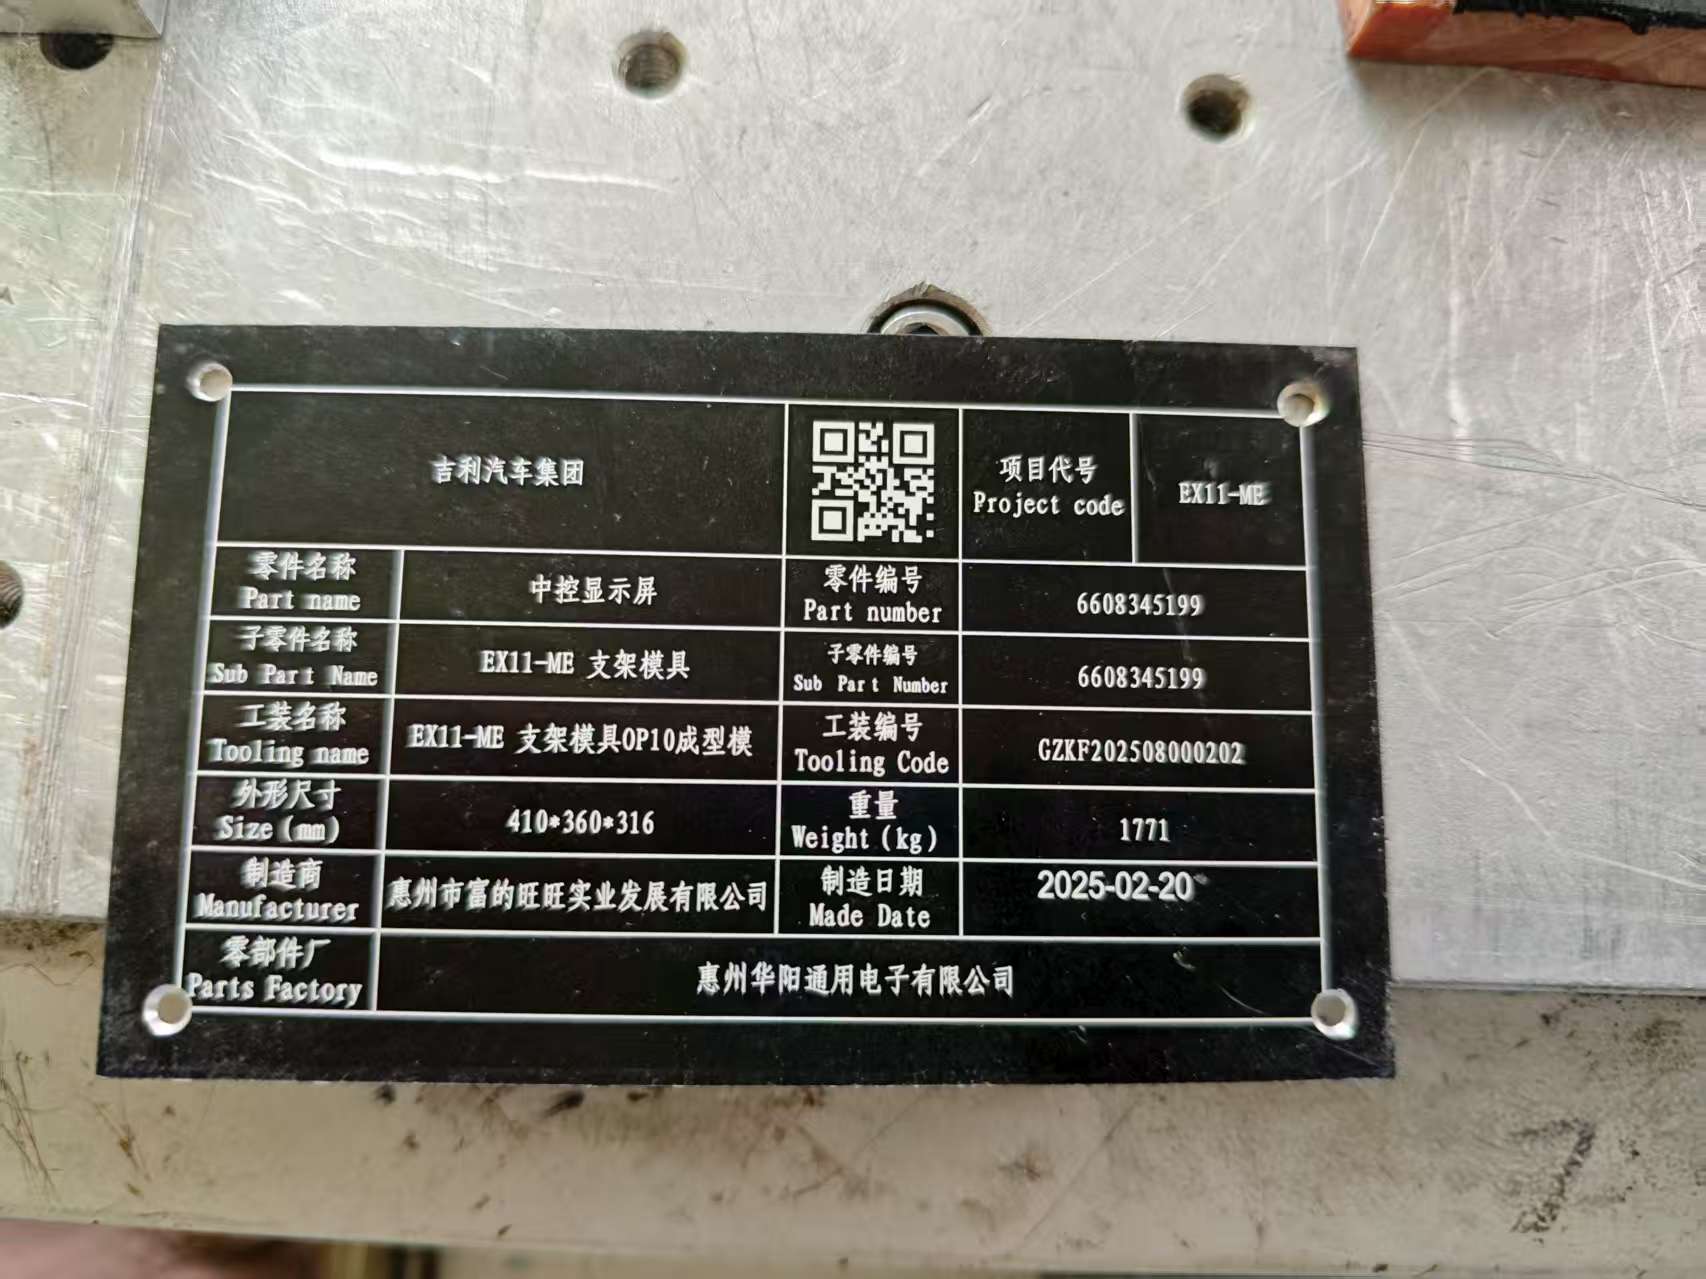 吉利汽车集团
项目代号
Project code
EX11-ME
零件名称
Part name
中控显示屏
零件编号
Part number
6608345199
子零件名称
Sub Part Name
EX11-ME 支架模具
子零件编号
Sub Part Number
6608345199
工装名称
Tooling name
EX11-ME 支架模具OP10成型模
工装编号
Tooling Code
GZKF202508000202
外形尺寸
Size(mm)
410*360*316
重量
Weight(kg)
1771
制造商
Manufacturer
惠州市富的旺旺实业发展有限公司
制造日期
Made Date
2025-02-20
零部件厂
Parts Factory
惠州华阳通用电子有限公司